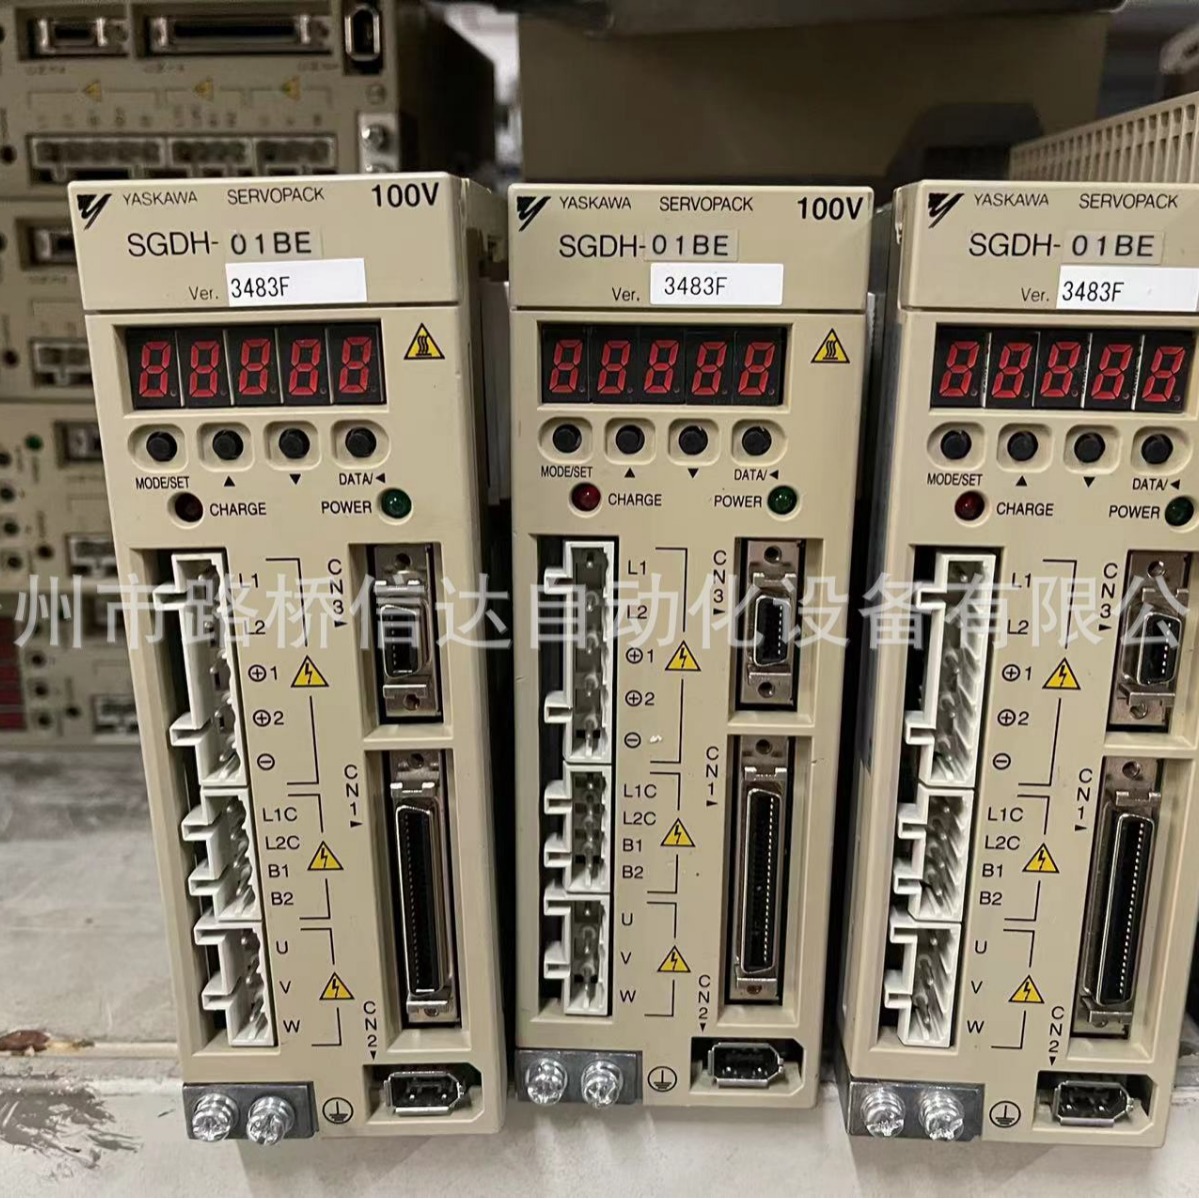 YASKAWA SERVOPACK 100V
SGDH-01BE
Ver. 3483F
MODE/SET ▲ ▼ DATA/◀
CHARGE POWER
L1
L2
⊕1
⊕2
⊖
L1C
L2C
B1
B2
U
V
W
CN3
CN1
CN2
YASKAWA SERVOPACK 100V
SGDH-01BE
Ver. 3483F
MODE/SET ▲ ▼ DATA/◀
CHARGE POWER
L1
L2
⊕1
⊕2
⊖
L1C
L2C
B1
B2
U
V
W
CN3
CN1
CN2
YASKAWA SERVOPACK
SGDH-01BE
Ver. 3483F
MODE/SET ▲ ▼ DATA/◀
CHARGE POWER
L1
L2
⊕1
⊕2
⊖
L1C
L2C
B1
B2
U
V
W
CN3
CN1
CN2
州市路桥信达自动化设备有限公